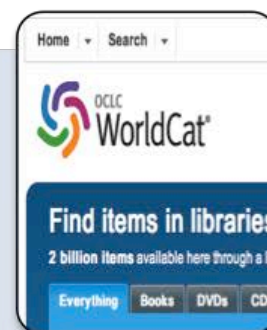 Home Search
OCLC
WorldCat®
Find items in libraries
2 billion items available here through a
Everything Books DVDs CD